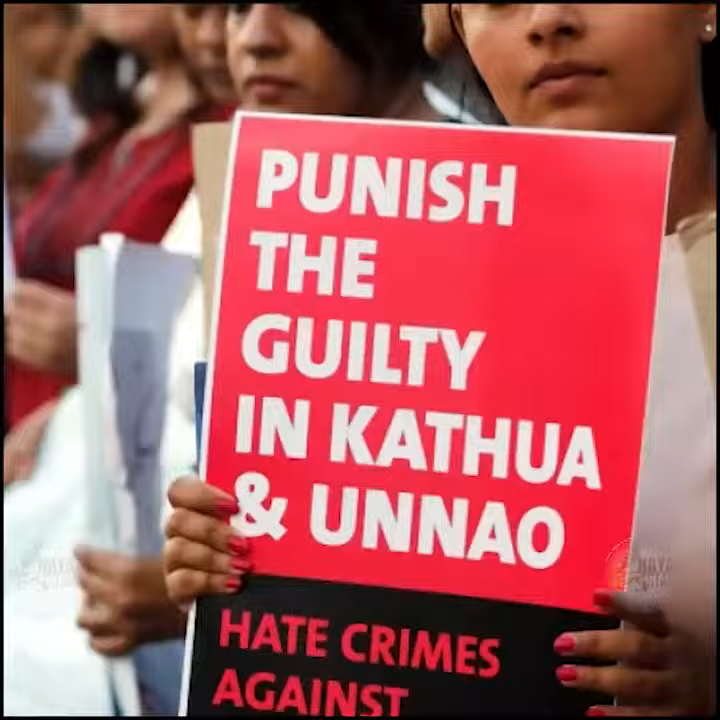 PUNISH
THE
GUILTY
IN KATHUA
& UNNAO
HATE CRIMES
AGAINST